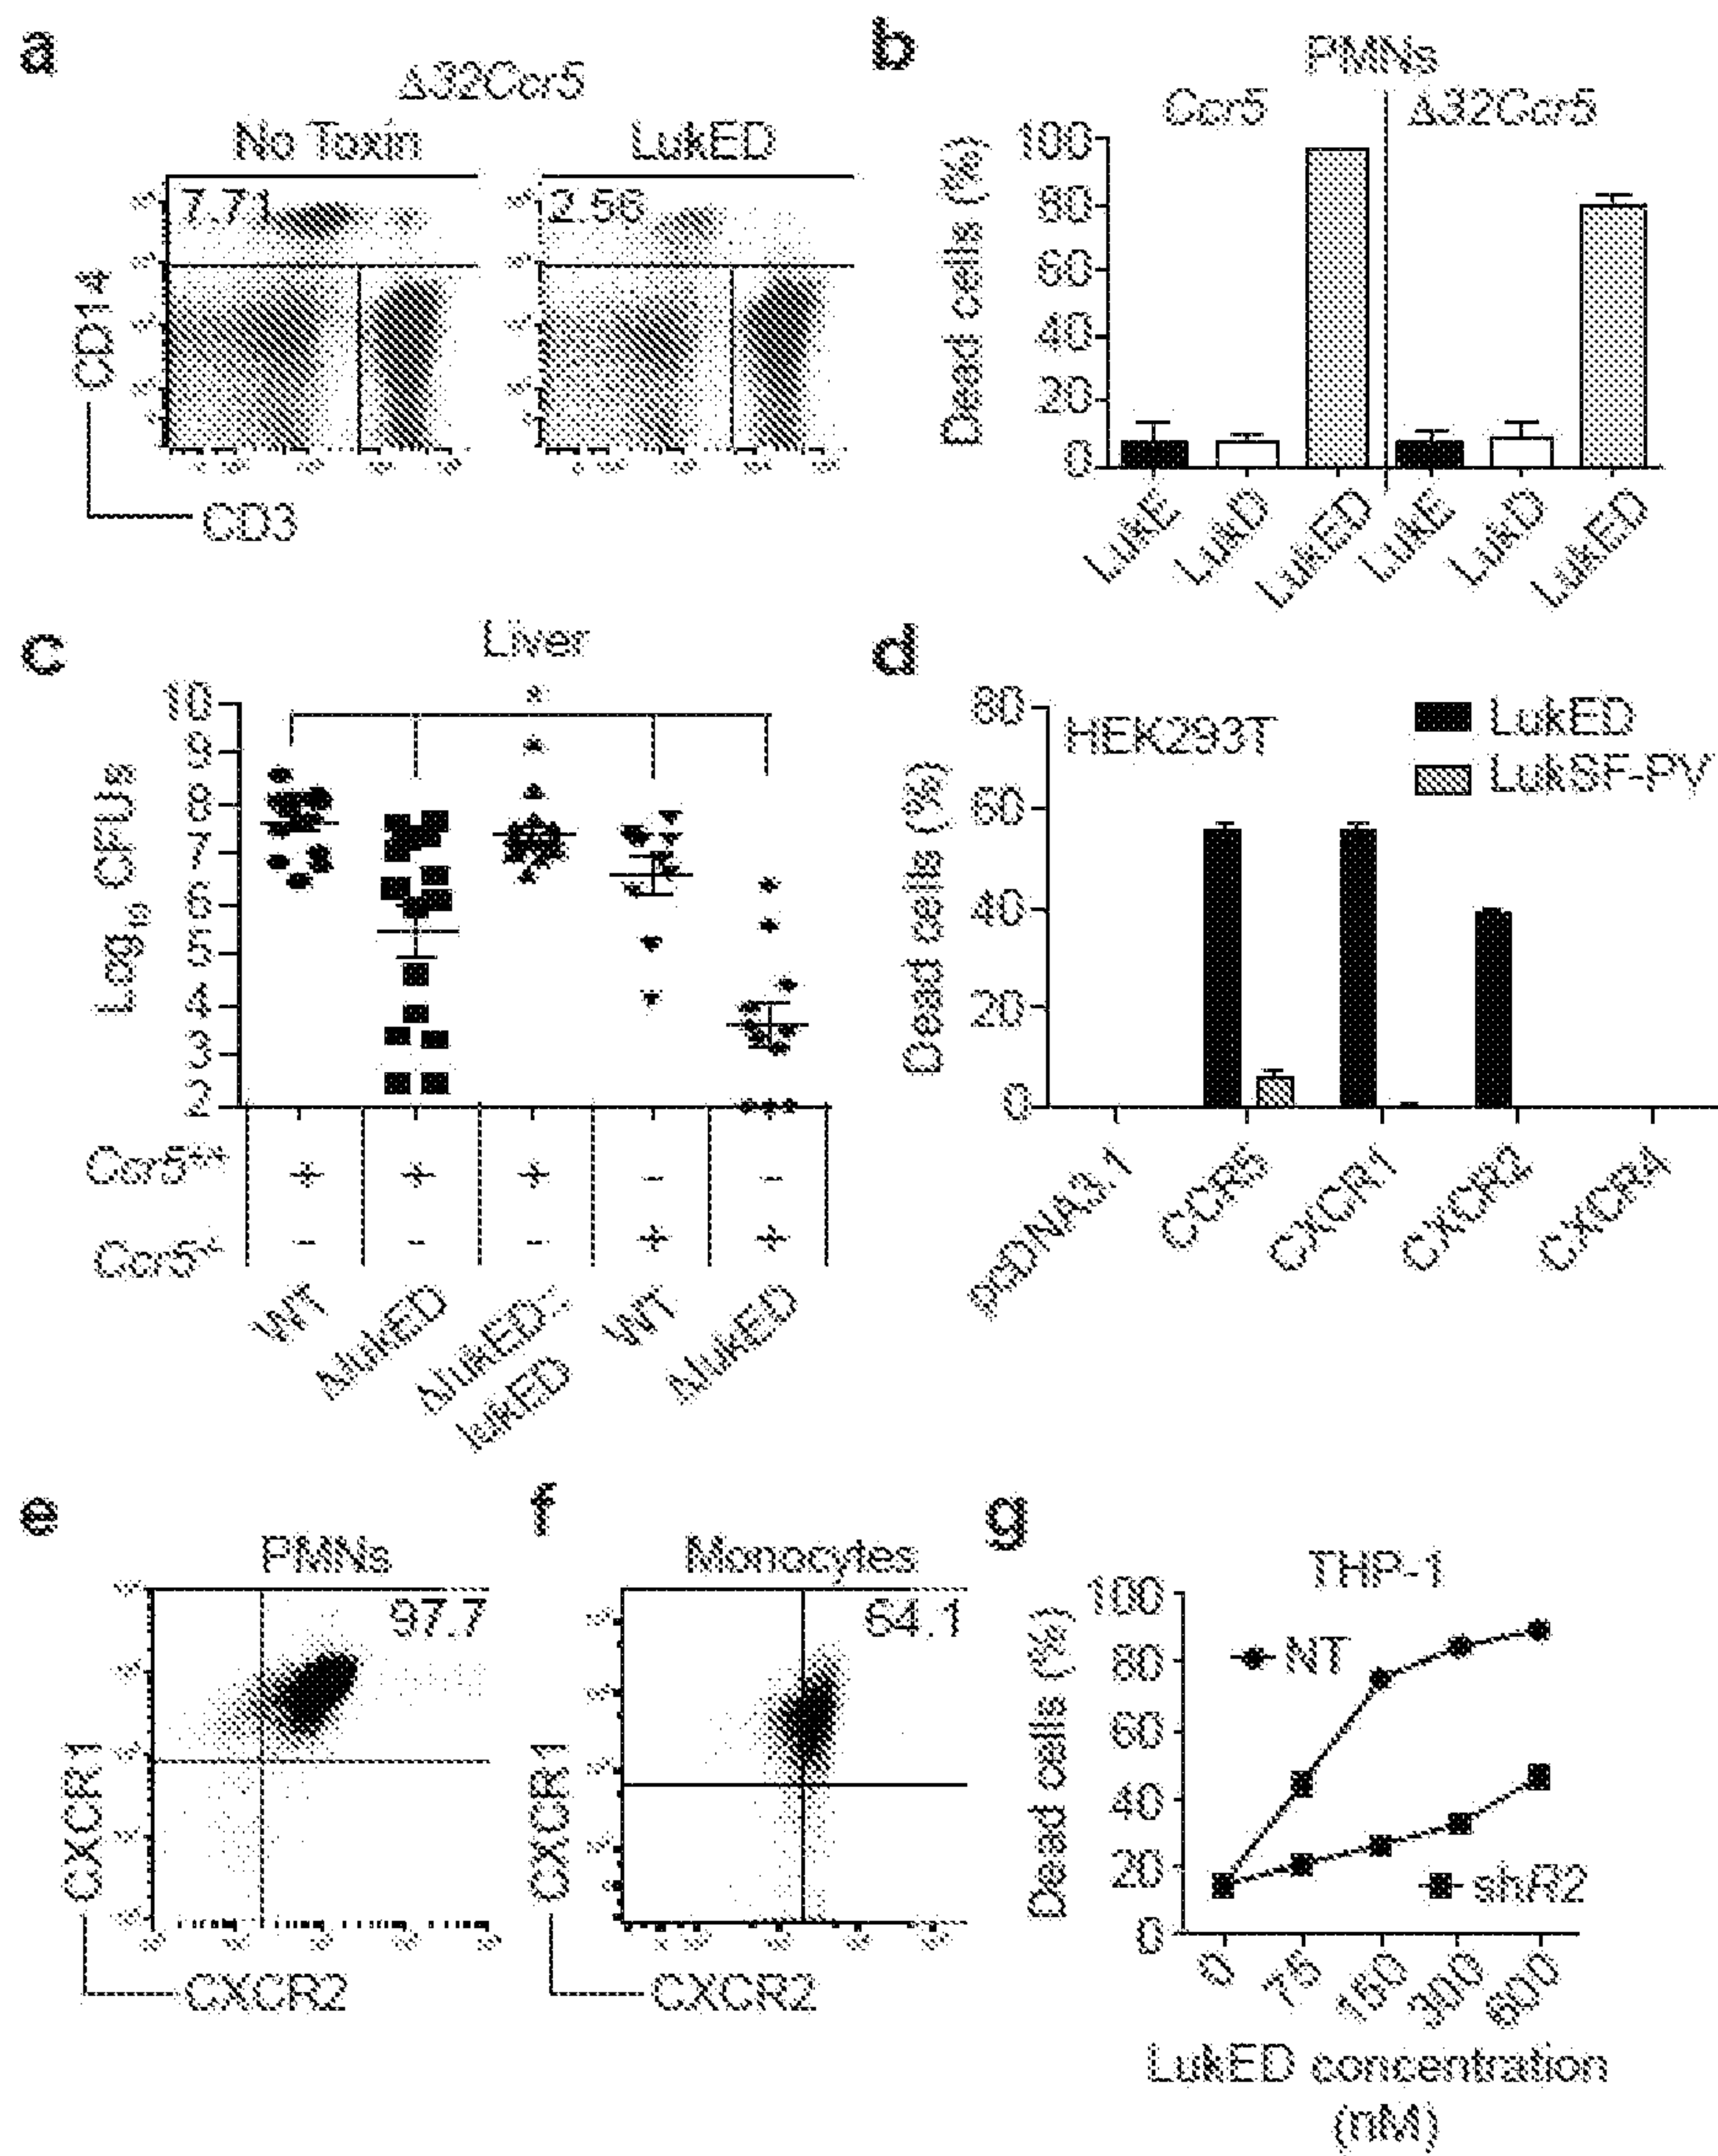 a
Δ32Ccr5
No Toxin LukED
7.71 2.58
CD14
CD3
b
PMNs
Ccr5 Δ32Ccr5
Dead cells (%)
100
80
60
40
20
0
LukE LukD LukED LukE LukD LukED
c
Liver
*
Log₁₀ CFUs
10
9
8
7
6
5
4
3
2
Ccr5+/+ + + + - -
Ccr5-/- - - - + +
WT ΔlukED ΔlukED:: WT ΔlukED
lukED
d
HEK293T
LukED
LukSF-PV
Dead cells (%)
80
60
40
20
0
pcDNA3.1 CCR5 CXCR1 CXCR2 CXCR4
e
PMNs
97.7
CXCR1
CXCR2
f
Monocytes
64.1
CXCR1
CXCR2
g
THP-1
NT
shR2
Dead cells (%)
100
80
60
40
20
0
0 75 150 300 600
LukED concentration
(nM)